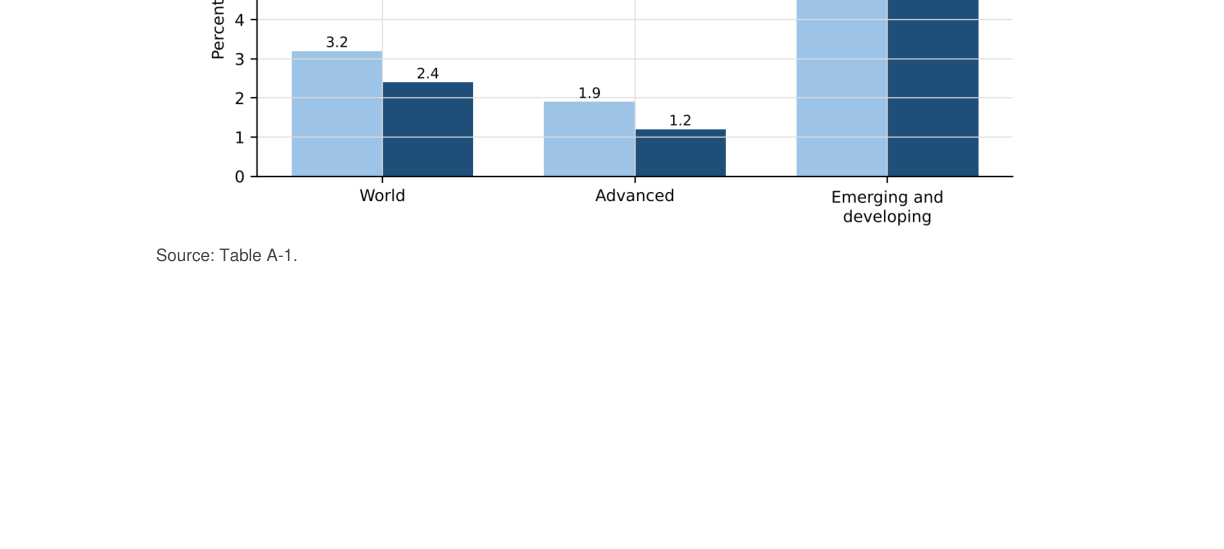 Percent
4
3.2
3
2.4
1.9
2
1.2
1
0
World
Advanced
Emerging and
developing
Source: Table A-1.